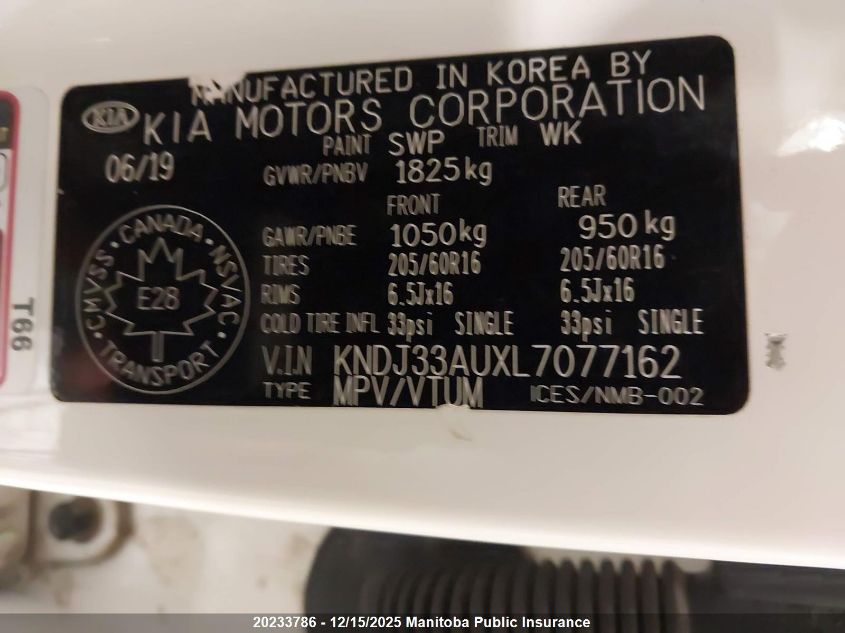 MANUFACTURED IN KOREA BY
KIA KIA MOTORS CORPORATION
PAINT SWP TRIM WK
06/19 GVWR/PNBV 1825kg
FRONT REAR
GAWR/PNBE 1050kg 950kg
TIRES 205/60R16 205/60R16
RIMS 6.5Jx16 6.5Jx16
COLD TIRE INFL 33psi SINGLE 33psi SINGLE
V.I.N KNDJ33AUXL7077162
TYPE MPV/VTUM ICES/NMB-002
CMVSS • CANADA • NSVAC • TRANSPORT •
E28
T66
20233786 - 12/15/2025 Manitoba Public Insurance